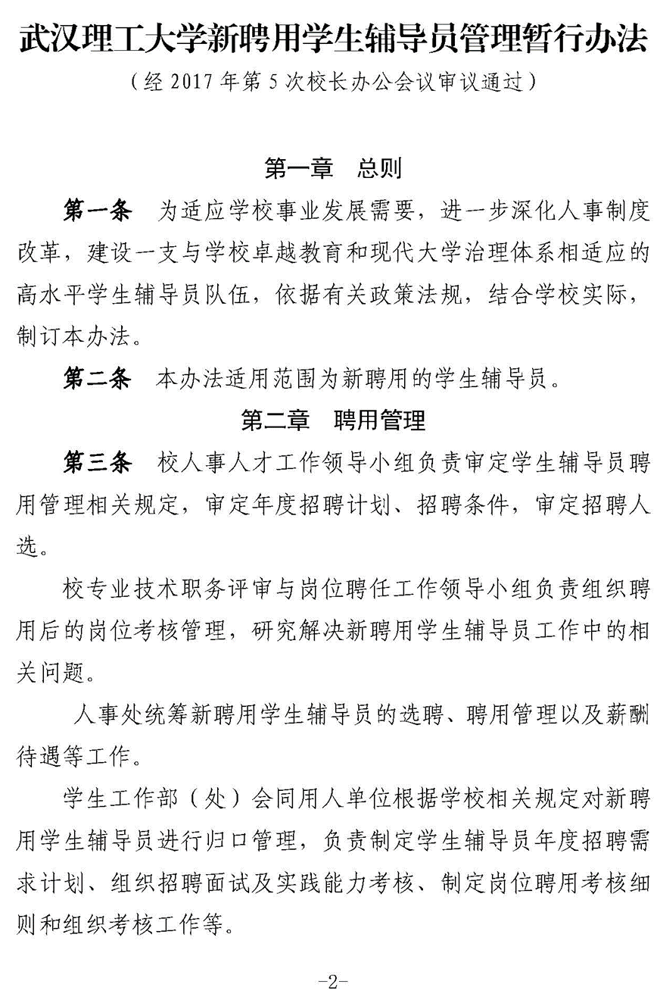 武汉理工大学新聘用学生辅导员管理暂行办法
（经 2017 年第 5 次校长办公会议审议通过）
第一章　总则
第一条　为适应学校事业发展需要，进一步深化人事制度
改革，建设一支与学校卓越教育和现代大学治理体系相适应的
高水平学生辅导员队伍，依据有关政策法规，结合学校实际，
制订本办法。
第二条　本办法适用范围为新聘用的学生辅导员。
第二章　聘用管理
第三条　校人事人才工作领导小组负责审定学生辅导员聘
用管理相关规定，审定年度招聘计划、招聘条件，审定招聘人
选。
校专业技术职务评审与岗位聘任工作领导小组负责组织聘
用后的岗位考核管理，研究解决新聘用学生辅导员工作中的相
关问题。
人事处统筹新聘用学生辅导员的选聘、聘用管理以及薪酬
待遇等工作。
学生工作部（处）会同用人单位根据学校相关规定对新聘
用学生辅导员进行归口管理，负责制定学生辅导员年度招聘需
求计划、组织招聘面试及实践能力考核、制定岗位聘用考核细
则和组织考核工作等。
-2-